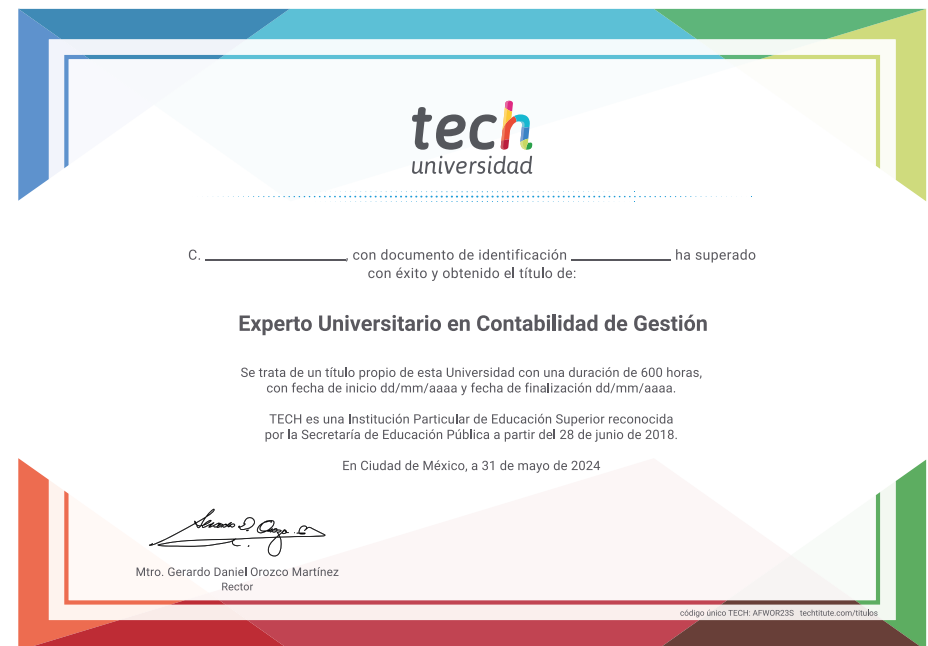 tech
universidad
C. ____________, con documento de identificación ____________ ha superado
con éxito y obtenido el título de:
Experto Universitario en Contabilidad de Gestión
Se trata de un título propio de esta Universidad con una duración de 600 horas,
con fecha de inicio dd/mm/aaaa y fecha de finalización dd/mm/aaaa.
TECH es una Institución Particular de Educación Superior reconocida
por la Secretaría de Educación Pública a partir del 28 de junio de 2018.
En Ciudad de México, a 31 de mayo de 2024
Mtro. Gerardo Daniel Orozco Martínez
Rector
código único TECH: AFWOR23S techtitute.com/titulos